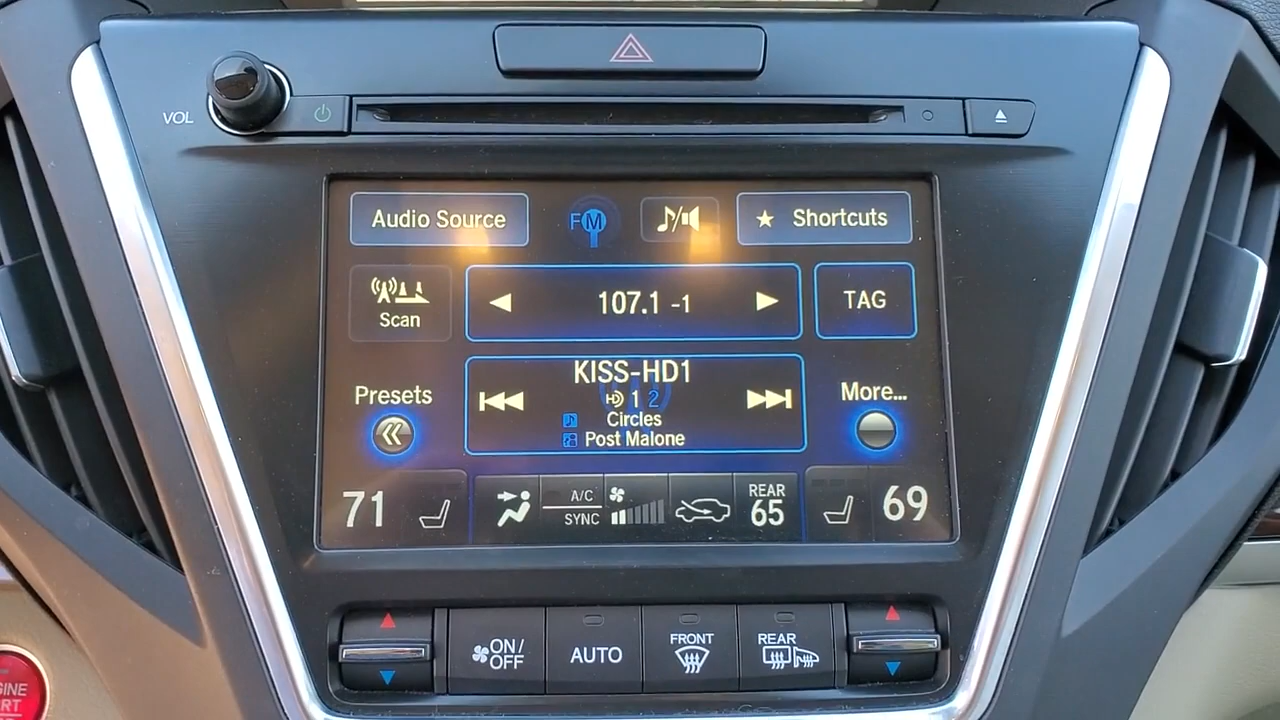 VOL
Audio Source
FM
Shortcuts
Scan
107.1 -1
TAG
KISS-HD1
1 2
Circles
Post Malone
Presets
More...
71
A/C
SYNC
REAR
65
69
ON/
OFF
AUTO
FRONT
REAR